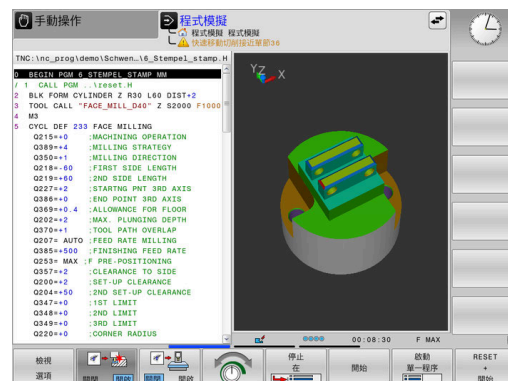 手動操作
程式模擬
程式模擬 程式模擬
快速移動切削接近單節36
TNC:\nc_prog\demo\Schwen…\6_Stempel_stamp.H
0 BEGIN PGM 6_STEMPEL_STAMP MM
/ 1 CALL PGM ..\reset.H
2 BLK FORM CYLINDER Z R30 L60 DIST+2
3 TOOL CALL "FACE_MILL_D40" Z S2000 F1000
4 M3
5 CYCL DEF 233 FACE MILLING
Q215=+0 ;MACHINING OPERATION
Q389=+4 ;MILLING STRATEGY
Q350=+1 ;MILLING DIRECTION
Q218=-60 ;FIRST SIDE LENGTH
Q219=+60 ;2ND SIDE LENGTH
Q227=+2 ;STARTNG PNT 3RD AXIS
Q386=+0 ;END POINT 3RD AXIS
Q369=+0.4 ;ALLOWANCE FOR FLOOR
Q202=+2 ;MAX. PLUNGING DEPTH
Q370=+1 ;TOOL PATH OVERLAP
Q207= AUTO ;FEED RATE MILLING
Q385=+500 ;FINISHING FEED RATE
Q253= MAX ;F PRE-POSITIONING
Q357=+2 ;CLEARANCE TO SIDE
Q200=+2 ;SET-UP CLEARANCE
Q204=+50 ;2ND SET-UP CLEARANCE
Q347=+0 ;1ST LIMIT
Q348=+0 ;2ND LIMIT
Q349=+0 ;3RD LIMIT
Q220=+0 ;CORNER RADIUS
YZ X
00:08:30 F MAX
檢視
選項
關閉 開啟
關閉 開啟
停止
在
開始
啟動
單一程序
RESET
+
開始